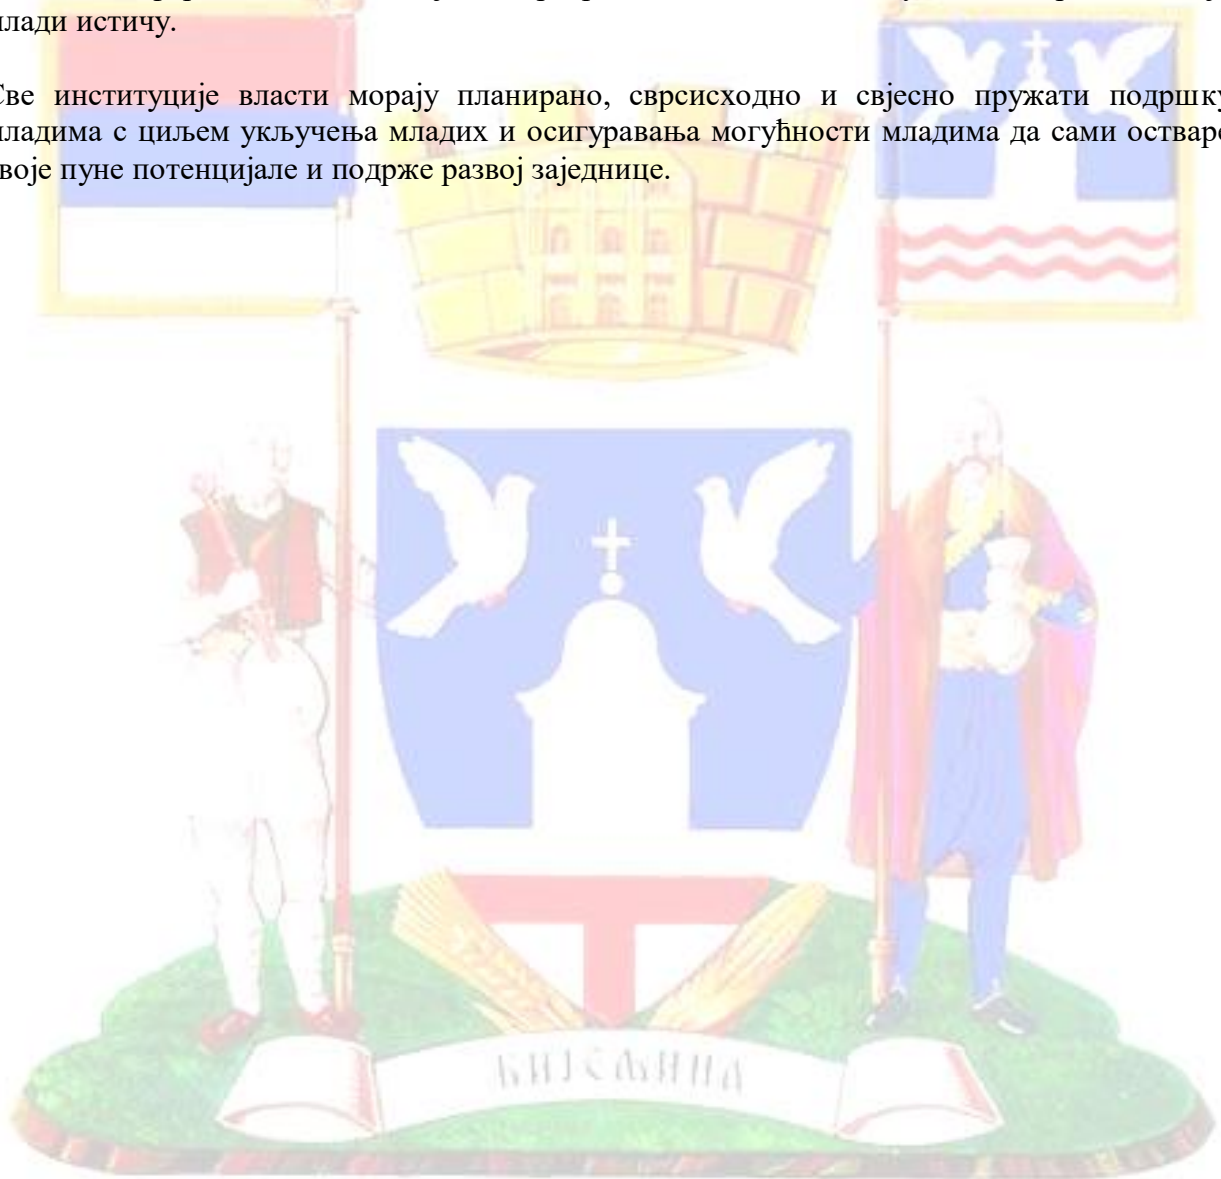 млади истичу.
Све институције власти морају планирано, сврсисходно и свјесно пружати подршку
младима с циљем укључења младих и осигуравања могућности младима да сами остваре
своје пуне потенцијале и подрже развој заједнице.
БИЈЕЉИНА